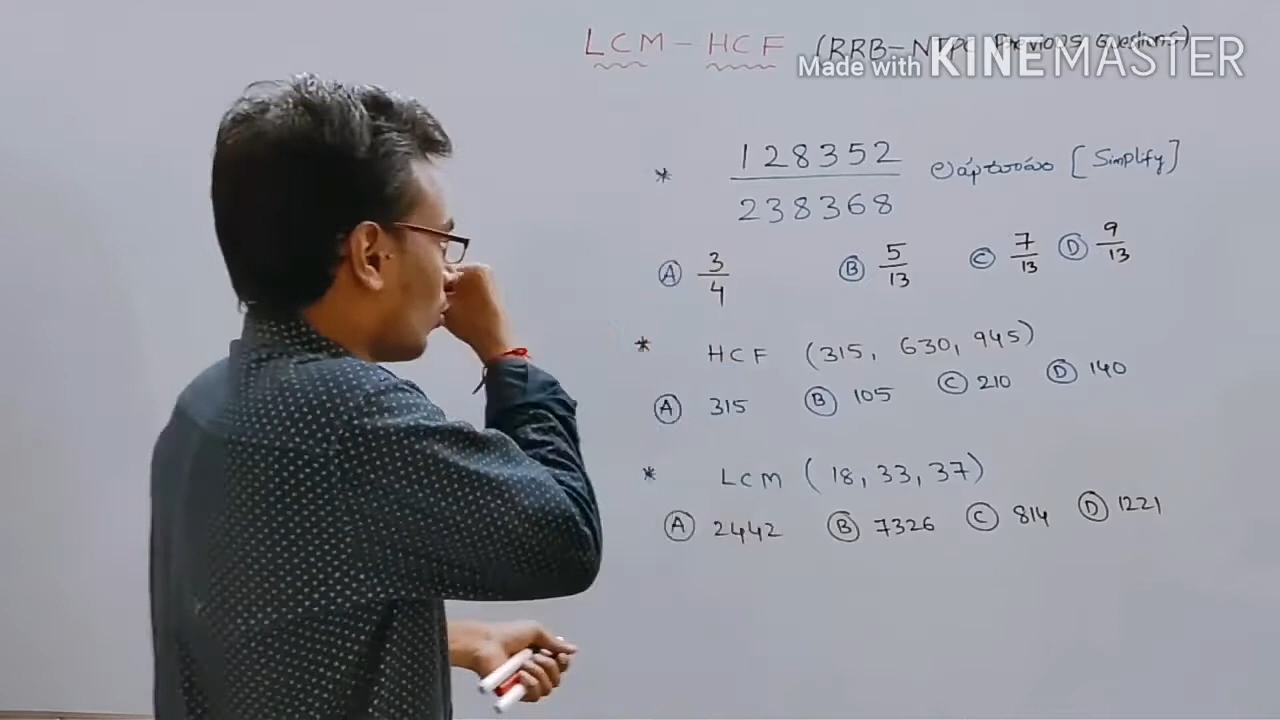 LCM - HCF (RRB-NTPC Previous Questions)
Made with KINEMASTER
* 128352 / 238368 [Simplify]
Ⓐ 3/4 Ⓑ 5/13 Ⓒ 7/13 Ⓓ 9/13
* HCF (315, 630, 945)
Ⓐ 315 Ⓑ 105 Ⓒ 210 Ⓓ 140
* LCM (18, 33, 37)
Ⓐ 2442 Ⓑ 7326 Ⓒ 814 Ⓓ 1221